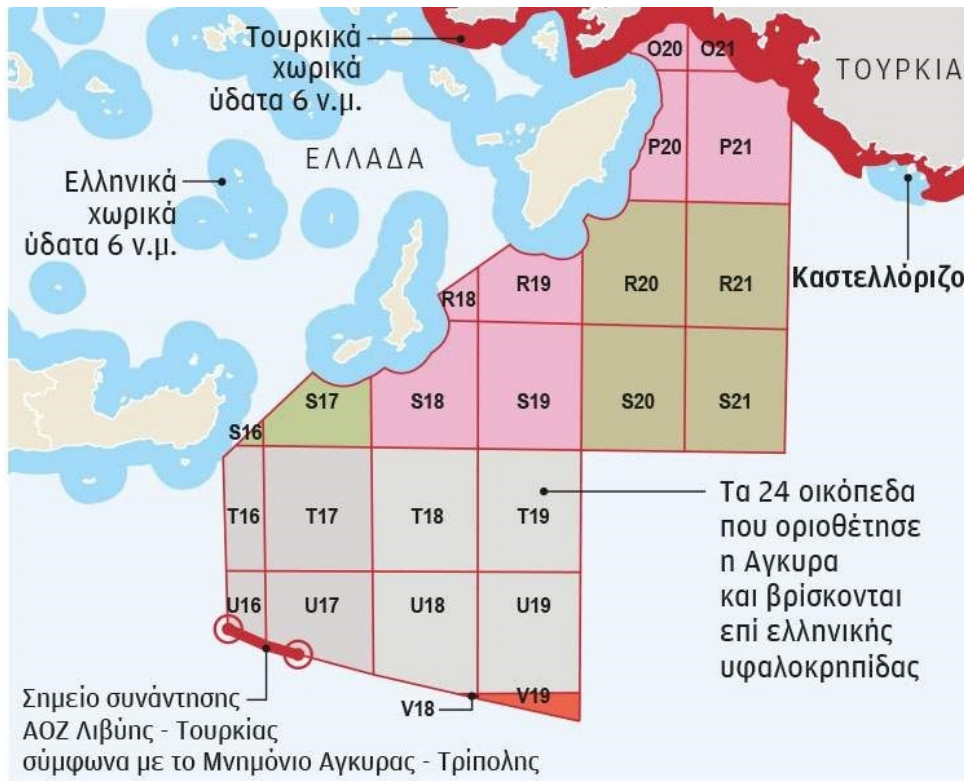 Τουρκικά
χωρικά
ύδατα 6 ν.μ.
O20
O21
ΤΟΥΡΚΙΑ
ΕΛΛΑΔΑ
P20
P21
Ελληνικά
χωρικά
ύδατα 6 ν.μ.
Καστελλόριζο
R18
R19
R20
R21
S16
S17
S18
S19
S20
S21
T16
T17
T18
T19
Τα 24 οικόπεδα
που οριοθέτησε
η Αγκυρα
και βρίσκονται
επί ελληνικής
υφαλοκρηπίδας
U16
U17
U18
U19
V18
V19
Σημείο συνάντησης
ΑΟΖ Λιβύης - Τουρκίας
σύμφωνα με το Μνημόνιο Αγκυρας - Τρίπολης